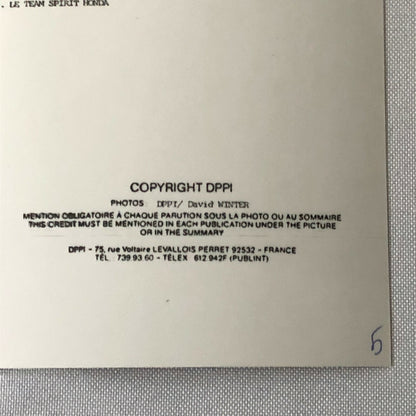 . LE TEAM SPIRIT HONDA
COPYRIGHT DPPI
PHOTOS DPPI/ David WINTER
MENTION OBLIGATOIRE À CHAQUE PARUTION SOUS LA PHOTO OU AU SOMMAIRE
THIS CREDIT MUST BE MENTIONED IN EACH PUBLICATION UNDER THE PICTURE
OR IN THE SUMMARY
DPPI - 75, rue Voltaire LEVALLOIS PERRET 92532 - FRANCE
TÉL. 739 93 60 - TÉLEX 612 942F (PUBLINT)
5